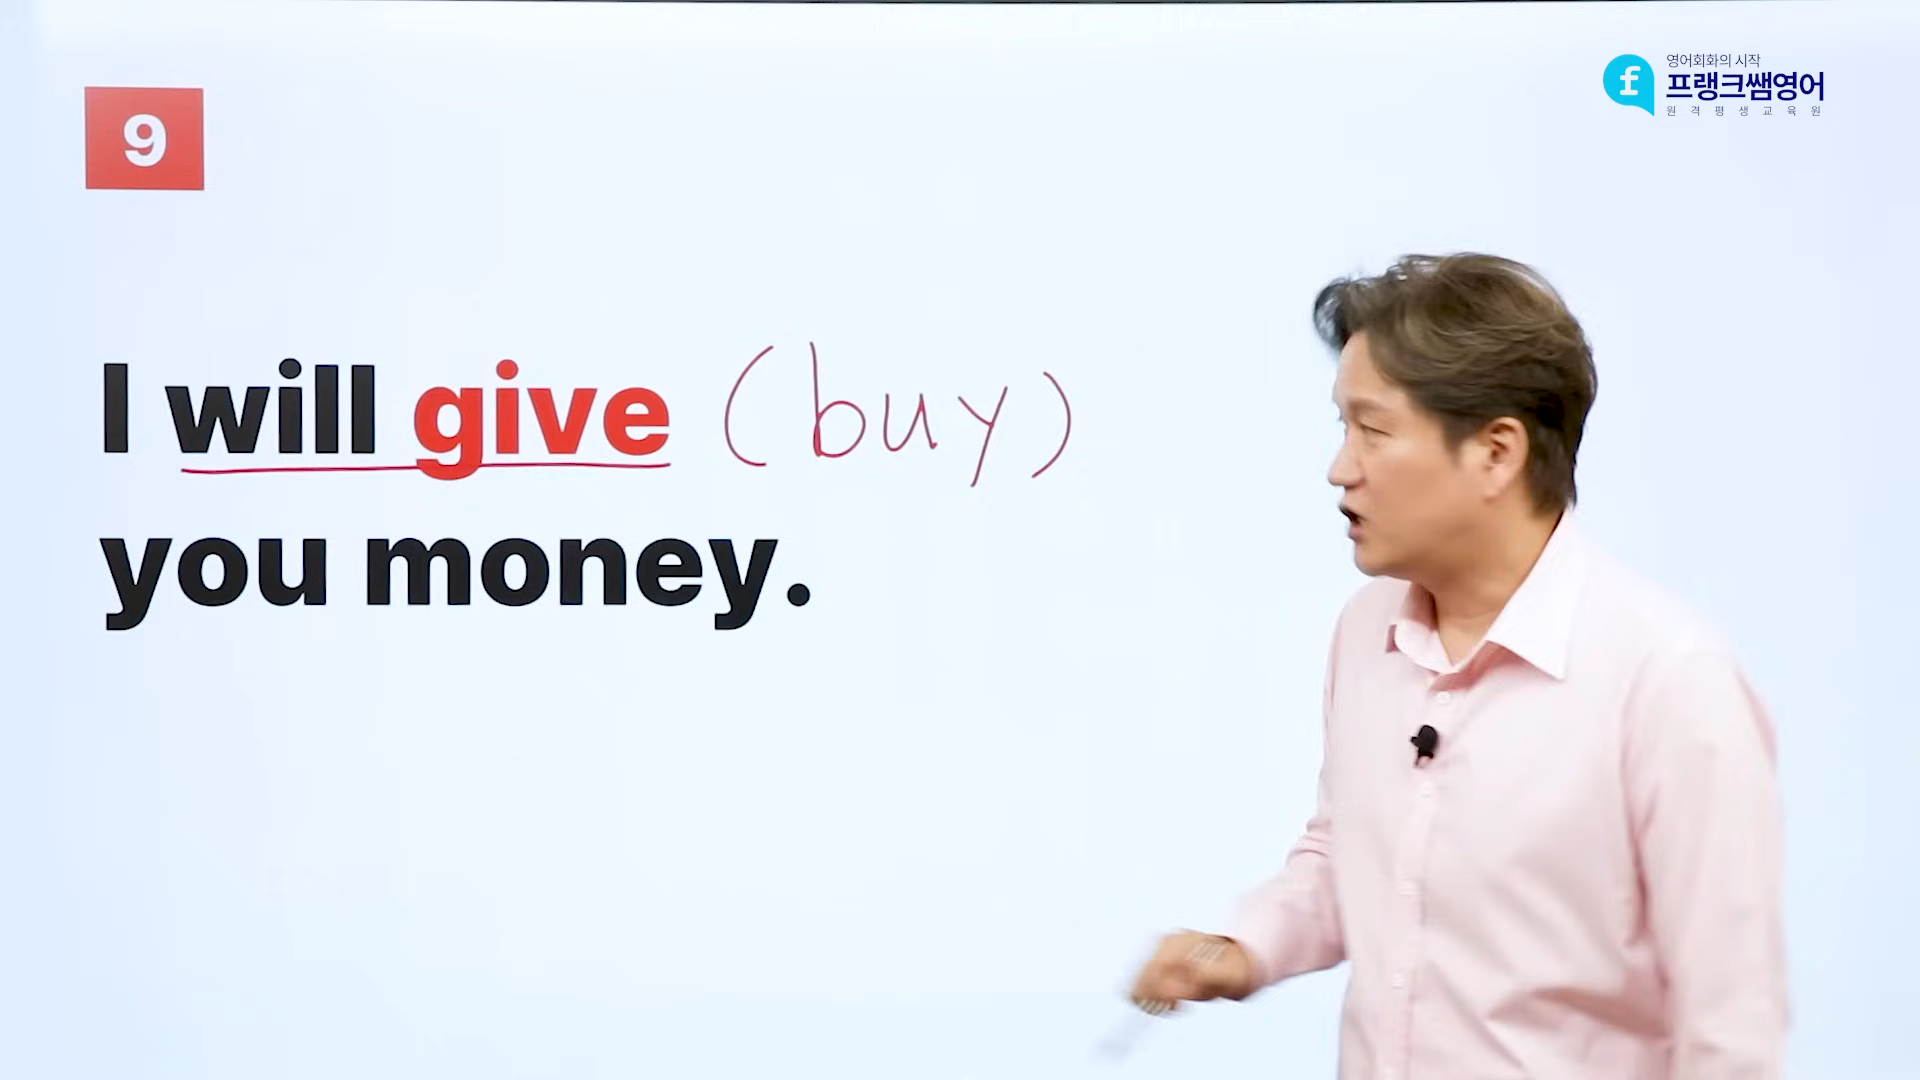 영어회화의 시작
f 프랭크쌤영어
원격평생교육원
9
I will give (buy)
you money.